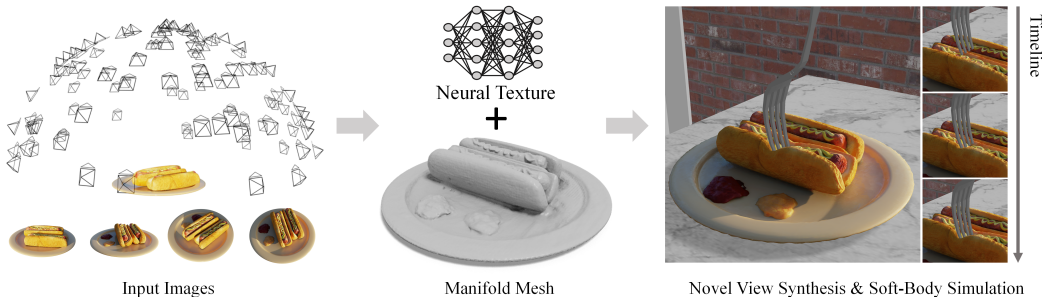 Neural Texture
+
Timeline
Input Images
Manifold Mesh
Novel View Synthesis & Soft-Body Simulation